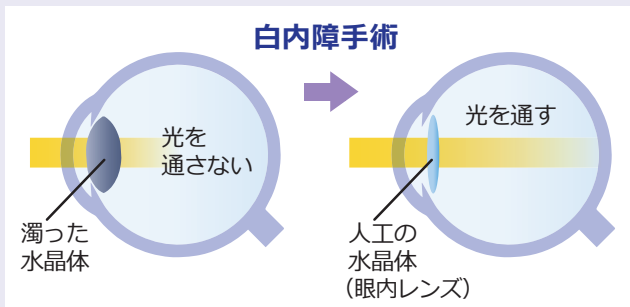 白内障手術
光を
通さない
濁った
水晶体
光を通す
人工の
水晶体
（眼内レンズ）